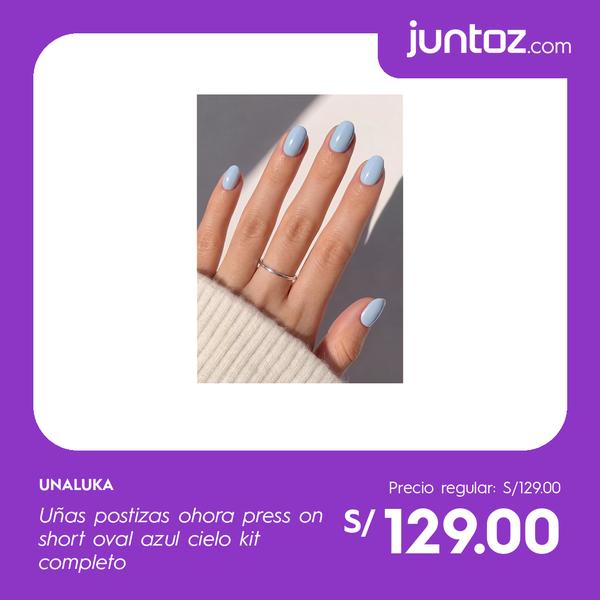 juntoz.com
UNALUKA
Uñas postizas ohora press on
short oval azul cielo kit
completo
Precio regular: S/129.00
S/129.00